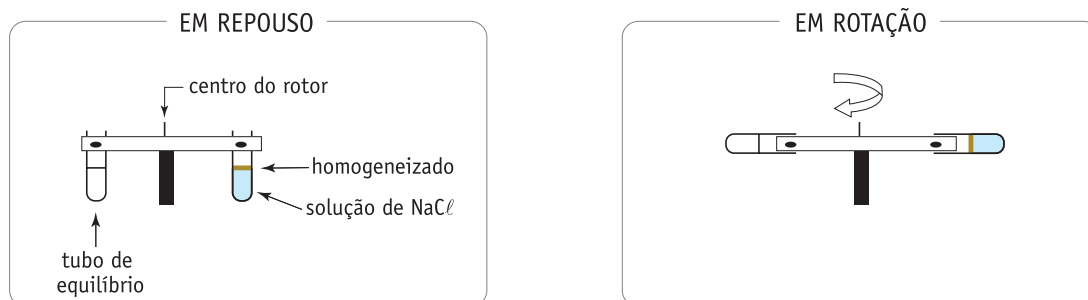 EM REPOUSO
centro do rotor
homogeneizado
solução de NaCℓ
tubo de
equilíbrio
EM ROTAÇÃO